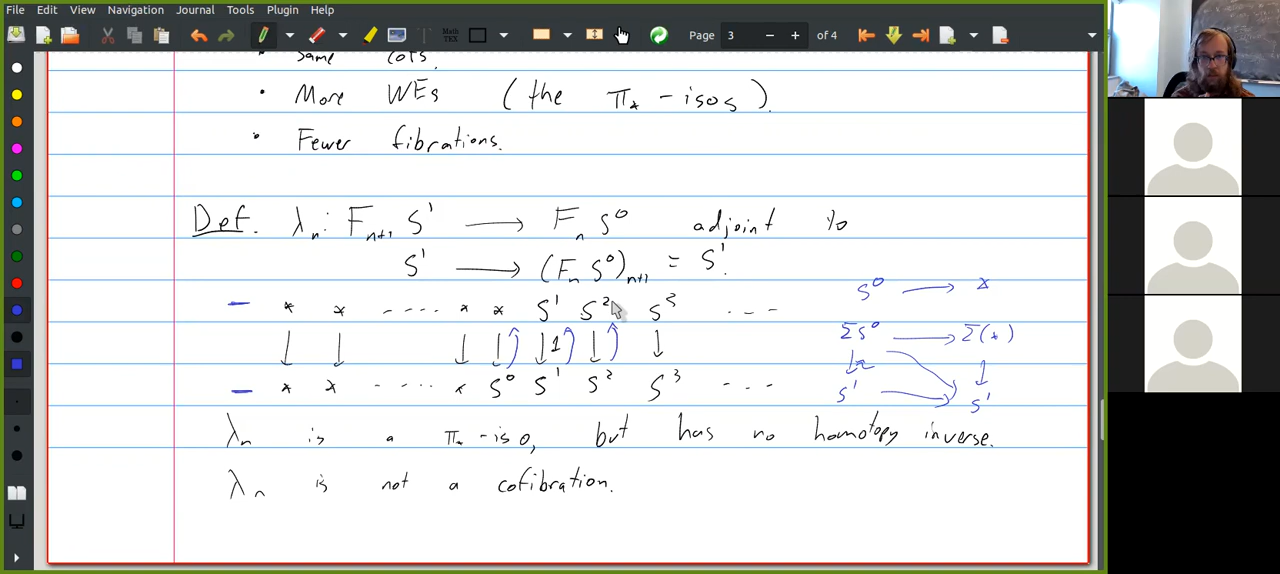 File Edit View Navigation Journal Tools Plugin Help
Math TEX Page 3 of 4
Same cofs.
• More WEs (the π⁎-isos).
• Fewer fibrations.
Def. λₙ: Fₙ₊₁ S¹ → Fₙ S⁰ adjoint to
S¹ → (Fₙ S⁰)ₙ₊₁ = S¹.
– * * ---- * * S¹ S² S³ ---
↓ ↓ ↓ ↓ ↓1 ↓ ↓
– * * ---- * S⁰ S¹ S² S³ ---
S⁰ → *
ΣS⁰ → Σ(*)
S¹ → S¹
λₙ is a π⁎-iso, but has no homotopy inverse.
λₙ is not a cofibration.